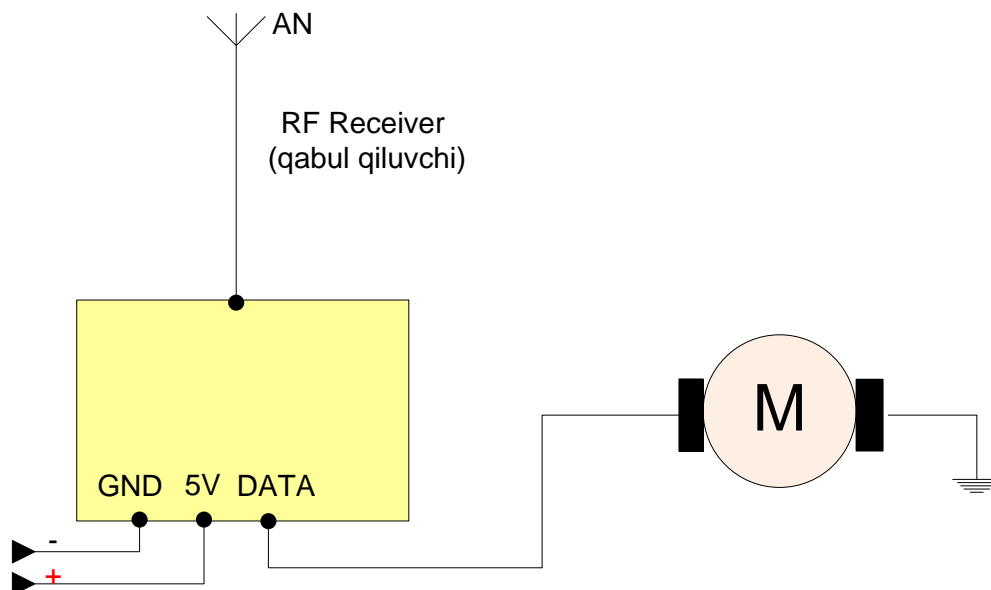 AN
RF Receiver
(qabul qiluvchi)
M
GND 5V DATA
-
+